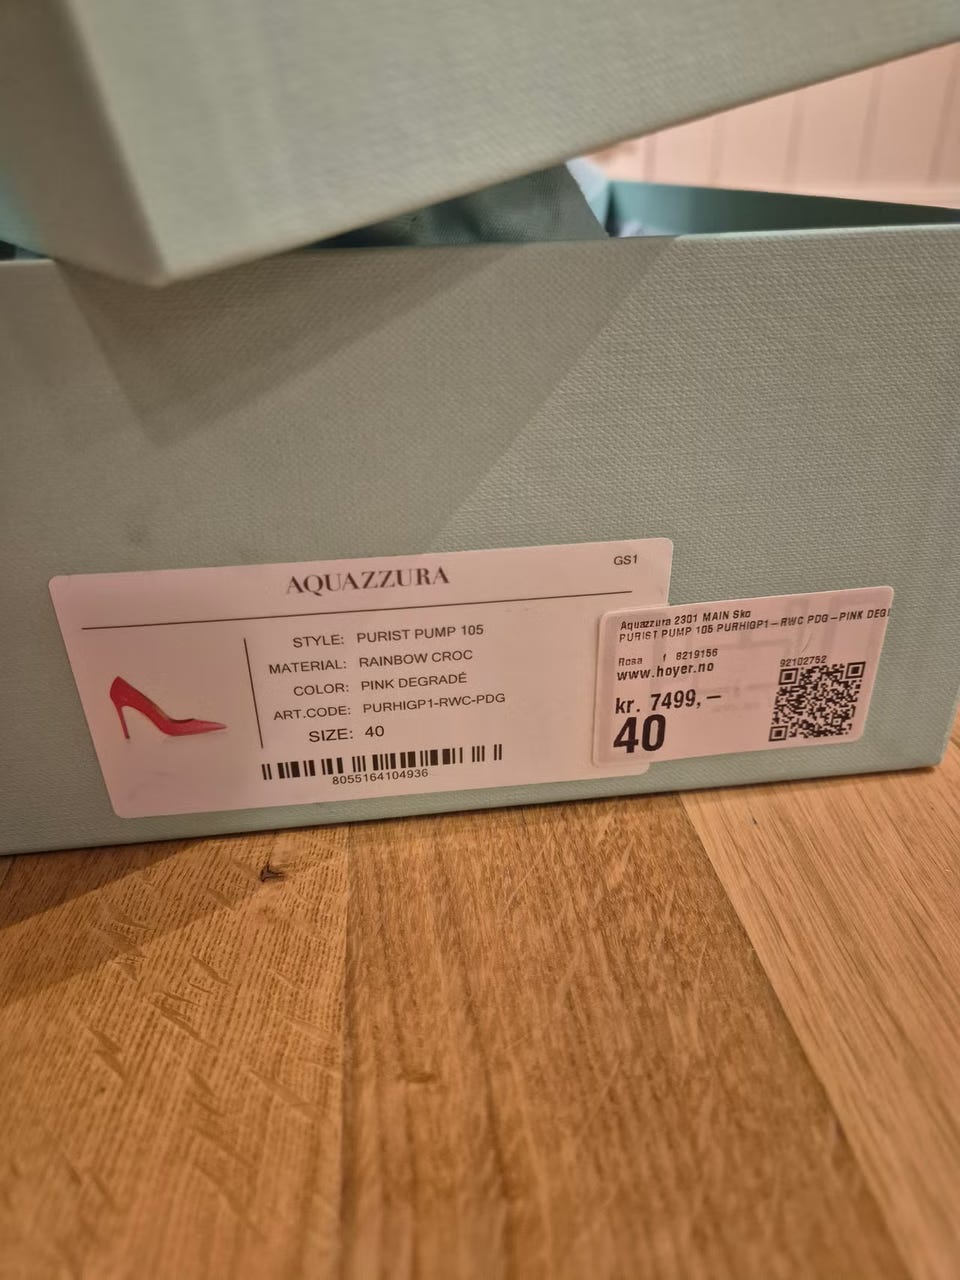 AQUAZZURA
GS1
STYLE: PURIST PUMP 105
MATERIAL: RAINBOW CROC
COLOR: PINK DEGRADÉ
ART.CODE: PURHIGP1-RWC-PDG
SIZE: 40
8055164104936
Aquazzura 2301 MAIN Sko
PURIST PUMP 105 PURHIGP1-RWC PDG-PINK DEG
Rosa f 8219156
www.hoyer.no
92102752
kr. 7499,–
40